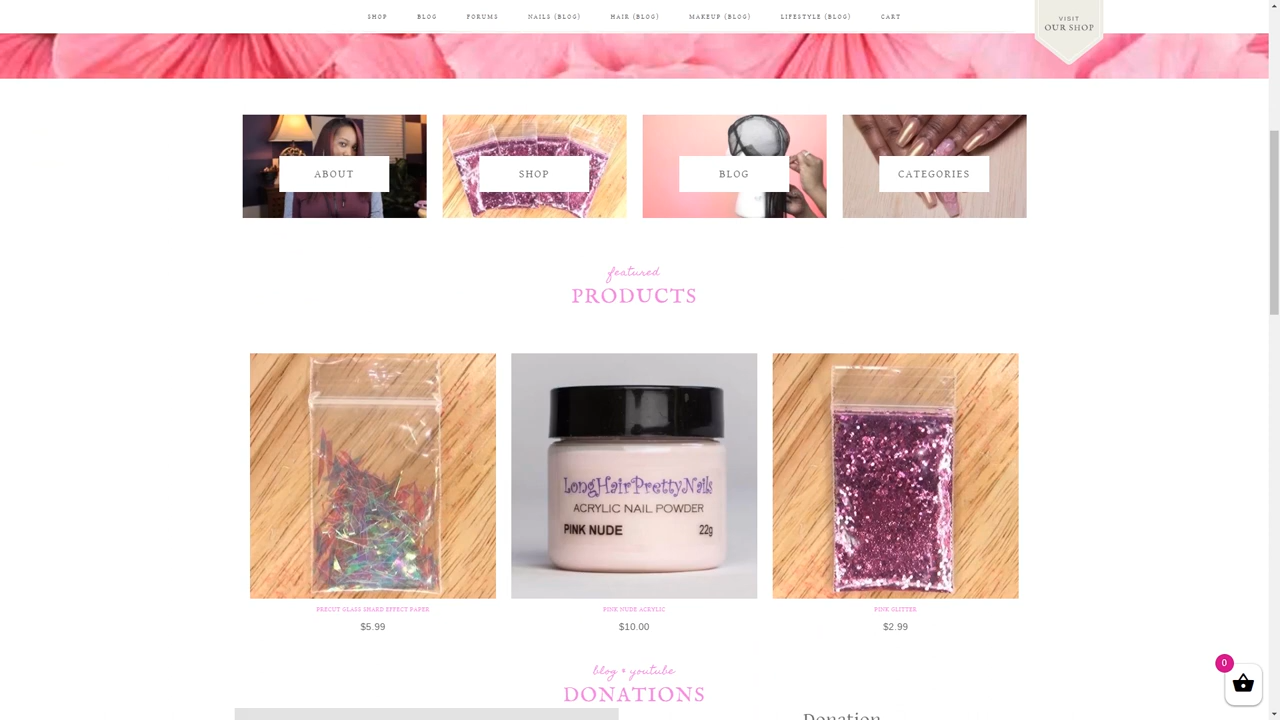 SHOP BLOG FORUMS NAILS (BLOG) HAIR (BLOG) MAKEUP (BLOG) LIFESTYLE (BLOG) CART
VISIT
OUR SHOP
ABOUT SHOP BLOG CATEGORIES
featured
PRODUCTS
LongHairPrettyNails
ACRYLIC NAIL POWDER
PINK NUDE 22g
PRECUT GLASS SHARD EFFECT PAPER PINK NUDE ACRYLIC PINK GLITTER
$5.99 $10.00 $2.99
blog + youtube
DONATIONS
0
Donation